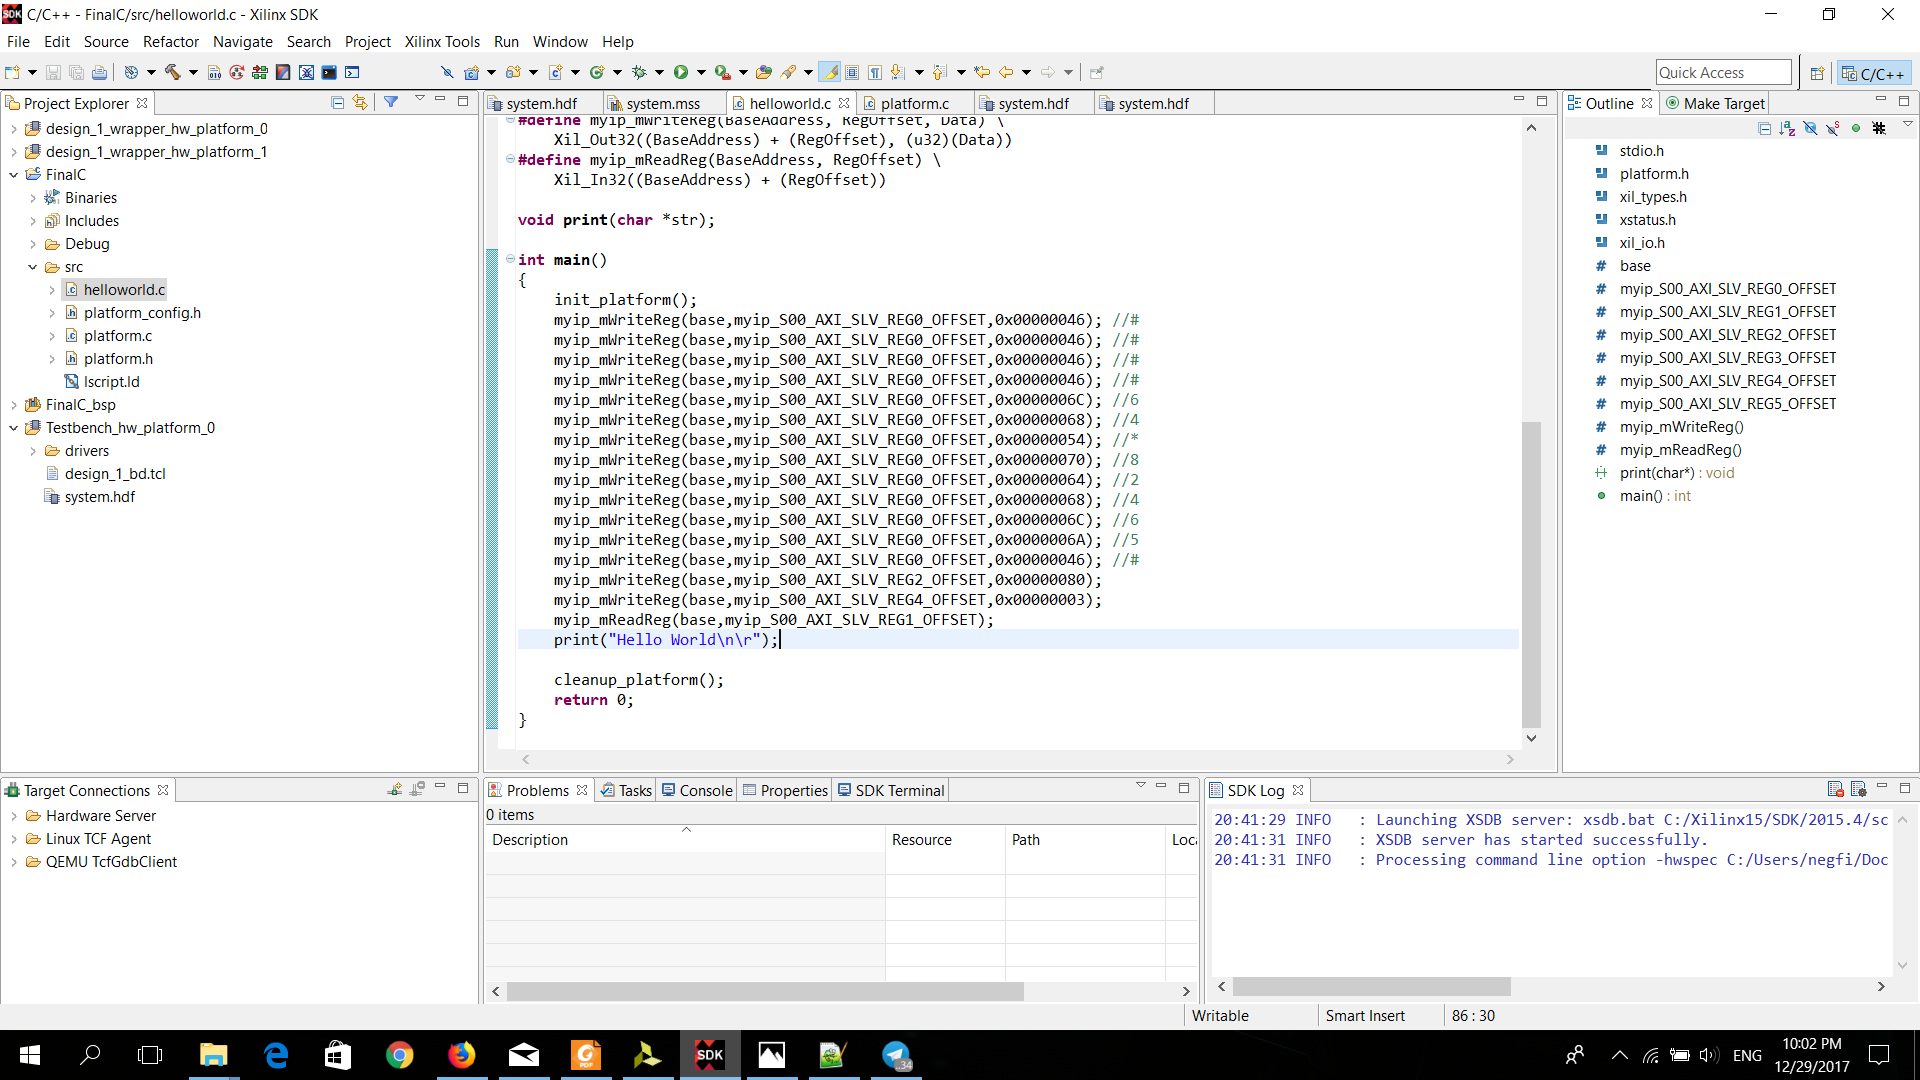 C/C++ - FinalC/src/helloworld.c - Xilinx SDK
File Edit Source Refactor Navigate Search Project Xilinx Tools Run Window Help
Quick Access
C/C++
Project Explorer
design_1_wrapper_hw_platform_0
design_1_wrapper_hw_platform_1
FinalC
Binaries
Includes
Debug
src
helloworld.c
platform_config.h
platform.c
platform.h
lscript.ld
FinalC_bsp
Testbench_hw_platform_0
drivers
design_1_bd.tcl
system.hdf
system.hdf system.mss helloworld.c platform.c system.hdf system.hdf
#define myip_mWriteReg(BaseAddress, RegOffset, Data) \
Xil_Out32((BaseAddress) + (RegOffset), (u32)(Data))
#define myip_mReadReg(BaseAddress, RegOffset) \
Xil_In32((BaseAddress) + (RegOffset))
void print(char *str);
int main()
{
init_platform();
myip_mWriteReg(base,myip_S00_AXI_SLV_REG0_OFFSET,0x00000046); //#
myip_mWriteReg(base,myip_S00_AXI_SLV_REG0_OFFSET,0x00000046); //#
myip_mWriteReg(base,myip_S00_AXI_SLV_REG0_OFFSET,0x00000046); //#
myip_mWriteReg(base,myip_S00_AXI_SLV_REG0_OFFSET,0x00000046); //#
myip_mWriteReg(base,myip_S00_AXI_SLV_REG0_OFFSET,0x0000006C); //6
myip_mWriteReg(base,myip_S00_AXI_SLV_REG0_OFFSET,0x00000068); //4
myip_mWriteReg(base,myip_S00_AXI_SLV_REG0_OFFSET,0x00000054); //*
myip_mWriteReg(base,myip_S00_AXI_SLV_REG0_OFFSET,0x00000070); //8
myip_mWriteReg(base,myip_S00_AXI_SLV_REG0_OFFSET,0x00000064); //2
myip_mWriteReg(base,myip_S00_AXI_SLV_REG0_OFFSET,0x00000068); //4
myip_mWriteReg(base,myip_S00_AXI_SLV_REG0_OFFSET,0x0000006C); //6
myip_mWriteReg(base,myip_S00_AXI_SLV_REG0_OFFSET,0x0000006A); //5
myip_mWriteReg(base,myip_S00_AXI_SLV_REG0_OFFSET,0x00000046); //#
myip_mWriteReg(base,myip_S00_AXI_SLV_REG2_OFFSET,0x00000080);
myip_mWriteReg(base,myip_S00_AXI_SLV_REG4_OFFSET,0x00000003);
myip_mReadReg(base,myip_S00_AXI_SLV_REG1_OFFSET);
print("Hello World\n\r");
cleanup_platform();
return 0;
}
Outline Make Target
stdio.h
platform.h
xil_types.h
xstatus.h
xil_io.h
# base
# myip_S00_AXI_SLV_REG0_OFFSET
# myip_S00_AXI_SLV_REG1_OFFSET
# myip_S00_AXI_SLV_REG2_OFFSET
# myip_S00_AXI_SLV_REG3_OFFSET
# myip_S00_AXI_SLV_REG4_OFFSET
# myip_S00_AXI_SLV_REG5_OFFSET
# myip_mWriteReg()
# myip_mReadReg()
print(char*) : void
main() : int
Target Connections
Hardware Server
Linux TCF Agent
QEMU TcfGdbClient
Problems Tasks Console Properties SDK Terminal
0 items
Description Resource Path Loc
SDK Log
20:41:29 INFO : Launching XSDB server: xsdb.bat C:/Xilinx15/SDK/2015.4/sc
20:41:31 INFO : XSDB server has started successfully.
20:41:31 INFO : Processing command line option -hwspec C:/Users/negfi/Doc
Writable Smart Insert 86 : 30
SDK
PDF
34
ENG
10:02 PM
12/29/2017